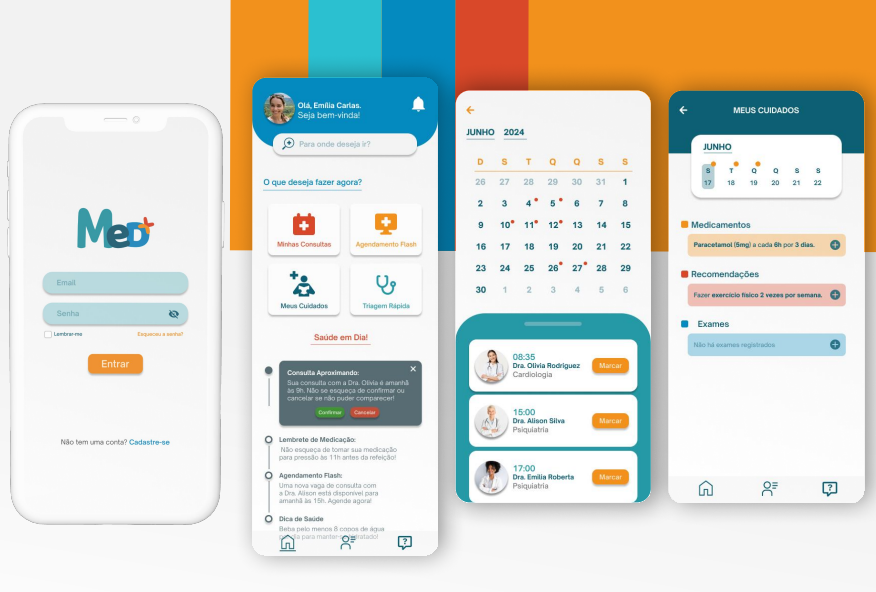 Med+
Email
Senha
Lembrar-me
Esqueceu a senha?
Entrar
Não tem uma conta? Cadastre-se
Olá, Emília Carias.
Seja bem-vinda!
Para onde deseja ir?
O que deseja fazer agora?
Minhas Consultas
Agendamento Flash
Meus Cuidados
Triagem Rápida
Saúde em Dia!
Consulta Aproximando:
Sua consulta com a Dra. Olivia é amanhã
às 9h. Não se esqueça de confirmar ou
cancelar se não puder comparecer!
Confirmar
Cancelar
Lembrete de Medicação:
Não esqueça de tomar sua medicação
para pressão às 11h antes da refeição!
Agendamento Flash:
Uma nova vaga de consulta com
a Dra. Alison está disponível para
amanhã às 15h. Agende agora!
Dica de Saúde
Beba pelo menos 8 copos de água
por dia para manter-se hidratado!
JUNHO 2024
D S T Q Q S S
26 27 28 29 30 31 1
2 3 4 5 6 7 8
9 10 11 12 13 14 15
16 17 18 19 20 21 22
23 24 25 26 27 28 29
30 1 2 3 4 5 6
08:35
Dra. Olivia Rodriguez
Cardiologia
Marcar
15:00
Dra. Alison Silva
Psiquiatria
Marcar
17:00
Dra. Emilia Roberta
Psiquiatria
Marcar
MEUS CUIDADOS
JUNHO
S T Q Q S S
17 18 19 20 21 22
Medicamentos
Paracetamol (5mg) a cada 6h por 3 dias.
Recomendações
Fazer exercício físico 2 vezes por semana.
Exames
Não há exames registrados